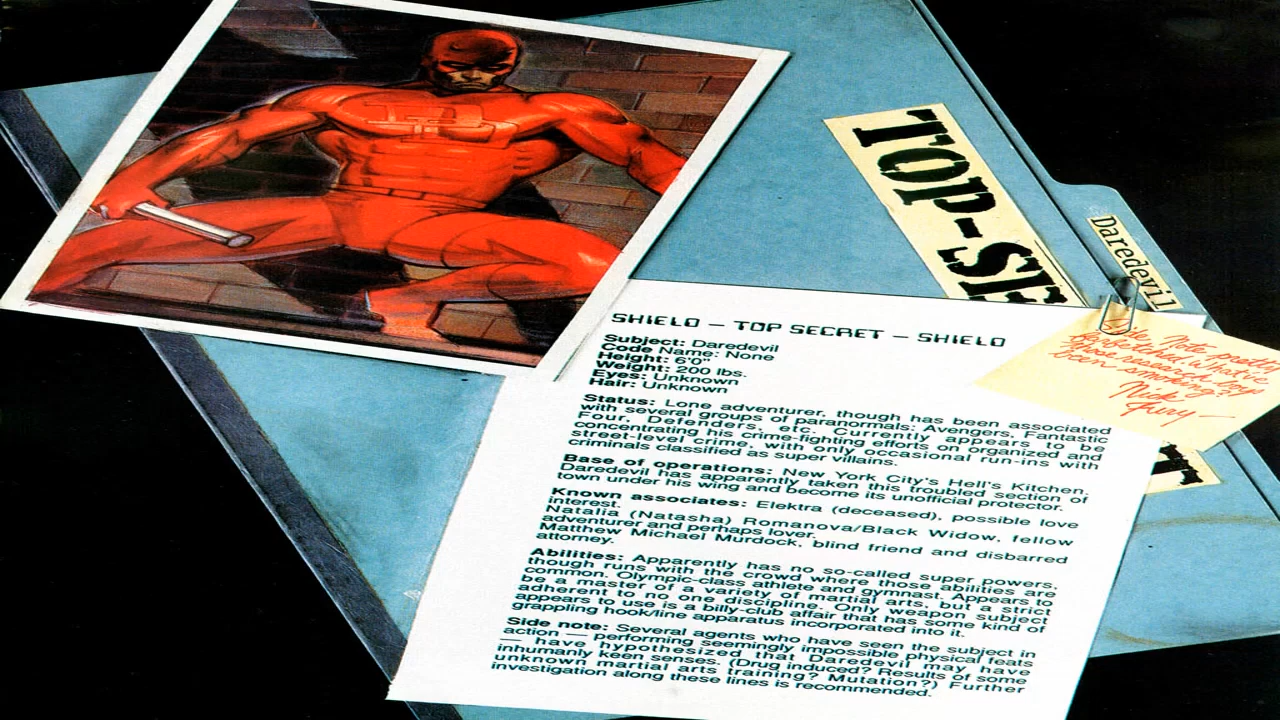 TOP-SE
T
Daredevil
SHIELD – TOP SECRET – SHIELD
Subject: Daredevil
Code Name: None
Height: 6'0"
Weight: 200 lbs.
Eyes: Unknown
Hair: Unknown
Status: Lone adventurer, though has been associated
with several groups of paranormals: Avengers, Fantastic
Four, Defenders, etc. Currently appears to be
concentrating his crime-fighting efforts on organized and
street-level crime, with only occasional run-ins with
criminals classified as super villains.
Base of operations: New York City's Hell's Kitchen.
Daredevil has apparently taken this troubled section of
town under his wing and become its unofficial protector.
Known associates: Elektra (deceased), possible love
interest.
Natalia (Natasha) Romanova/Black Widow, fellow
adventurer and perhaps lover.
Matthew Michael Murdock, blind friend and disbarred
attorney.
Abilities: Apparently has no so-called super powers,
though runs with the crowd where those abilities are
common. Olympic-class athlete and gymnast. Appears to
be a master of a variety of martial arts, but a strict
adherent to no one discipline. Only weapon subject
appears to use is a billy-club affair that has some kind of
grappling hook/line apparatus incorporated into it.
Side note: Several agents who have seen the subject in
action — performing seemingly impossible physical feats
— have hypothesized that Daredevil may have
inhumanly keen senses. (Drug induced? Results of some
unknown martial arts training? Mutation?) Further
investigation along these lines is recommended.
Note pretty
What're
those research boys
been smoking?
Nick
Fury —